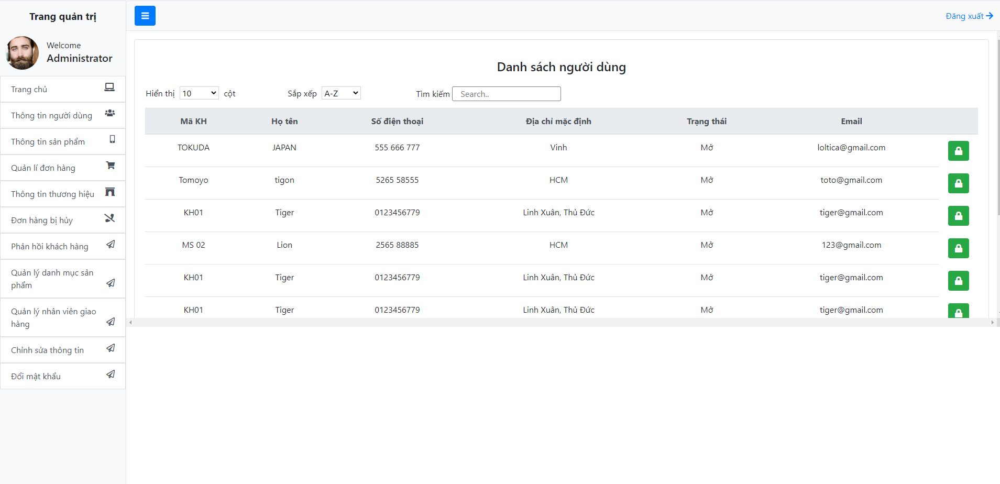 Trang quản trị
Đăng xuất
Welcome
Administrator
Trang chủ
Thông tin người dùng
Thông tin sản phẩm
Quản lí đơn hàng
Thông tin thương hiệu
Đơn hàng bị hủy
Phản hồi khách hàng
Quản lý danh mục sản
phẩm
Quản lý nhân viên giao
hàng
Chỉnh sửa thông tin
Đổi mật khẩu
Danh sách người dùng
Hiển thị 10 cột Sắp xếp A-Z Tìm kiếm Search..
Mã KH Họ tên Số điện thoại Địa chỉ mặc định Trạng thái Email
TOKUDA JAPAN 555 666 777 Vinh Mở loltica@gmail.com
Tomoyo tigon 5265 58555 HCM Mở toto@gmail.com
KH01 Tiger 0123456779 Linh Xuân, Thủ Đức Mở tiger@gmail.com
MS 02 Lion 2565 88885 HCM Mở 123@gmail.com
KH01 Tiger 0123456779 Linh Xuân, Thủ Đức Mở tiger@gmail.com
KH01 Tiger 0123456779 Linh Xuân, Thủ Đức Mở tiger@gmail.com